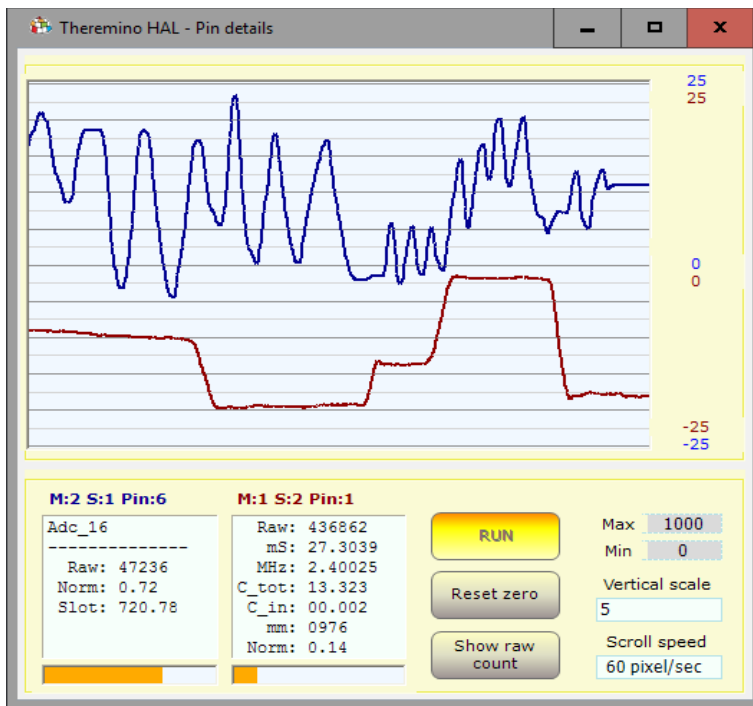 Theremino HAL - Pin details
25
25
0
0
-25
-25
M:2 S:1 Pin:6
Adc_16
--------------
Raw: 47236
Norm: 0.72
Slot: 720.78
M:1 S:2 Pin:1
Raw: 436862
mS: 27.3039
MHz: 2.40025
C_tot: 13.323
C_in: 00.002
mm: 0976
Norm: 0.14
RUN
Reset zero
Show raw
count
Max 1000
Min 0
Vertical scale
5
Scroll speed
60 pixel/sec